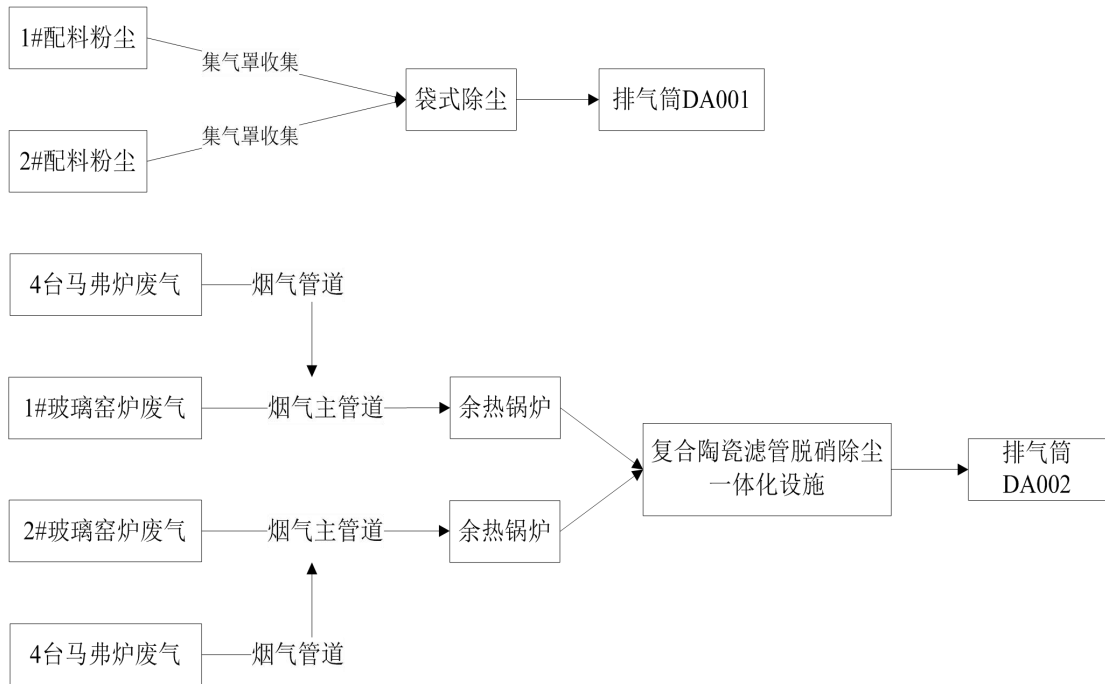 1#配料粉尘
集气罩收集
袋式除尘
排气筒DA001
集气罩收集
2#配料粉尘
4台马弗炉废气
烟气管道
1#玻璃窑炉废气
烟气主管道
余热锅炉
复合陶瓷滤管脱硝除尘
一体化设施
排气筒
DA002
2#玻璃窑炉废气
烟气主管道
余热锅炉
4台马弗炉废气
烟气管道